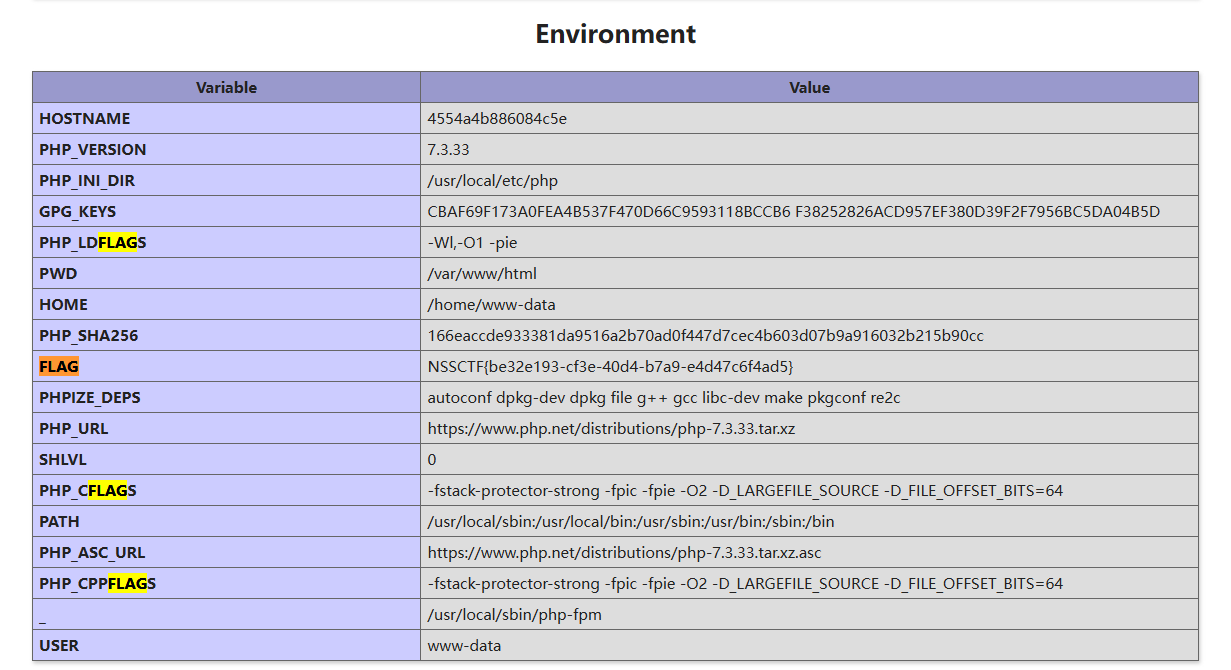 Environment
Variable Value
HOSTNAME 4554a4b886084c5e
PHP_VERSION 7.3.33
PHP_INI_DIR /usr/local/etc/php
GPG_KEYS CBAF69F173A0FEA4B537F470D66C9593118BCCB6 F38252826ACD957EF380D39F2F7956BC5DA04B5D
PHP_LDFLAGS -Wl,-O1 -pie
PWD /var/www/html
HOME /home/www-data
PHP_SHA256 166eaccde933381da9516a2b70ad0f447d7cec4b603d07b9a916032b215b90cc
FLAG NSSCTF{be32e193-cf3e-40d4-b7a9-e4d47c6f4ad5}
PHPIZE_DEPS autoconf dpkg-dev dpkg file g++ gcc libc-dev make pkgconf re2c
PHP_URL https://www.php.net/distributions/php-7.3.33.tar.xz
SHLVL 0
PHP_CFLAGS -fstack-protector-strong -fpic -fpie -O2 -D_LARGEFILE_SOURCE -D_FILE_OFFSET_BITS=64
PATH /usr/local/sbin:/usr/local/bin:/usr/sbin:/usr/bin:/sbin:/bin
PHP_ASC_URL https://www.php.net/distributions/php-7.3.33.tar.xz.asc
PHP_CPPFLAGS -fstack-protector-strong -fpic -fpie -O2 -D_LARGEFILE_SOURCE -D_FILE_OFFSET_BITS=64
_ /usr/local/sbin/php-fpm
USER www-data